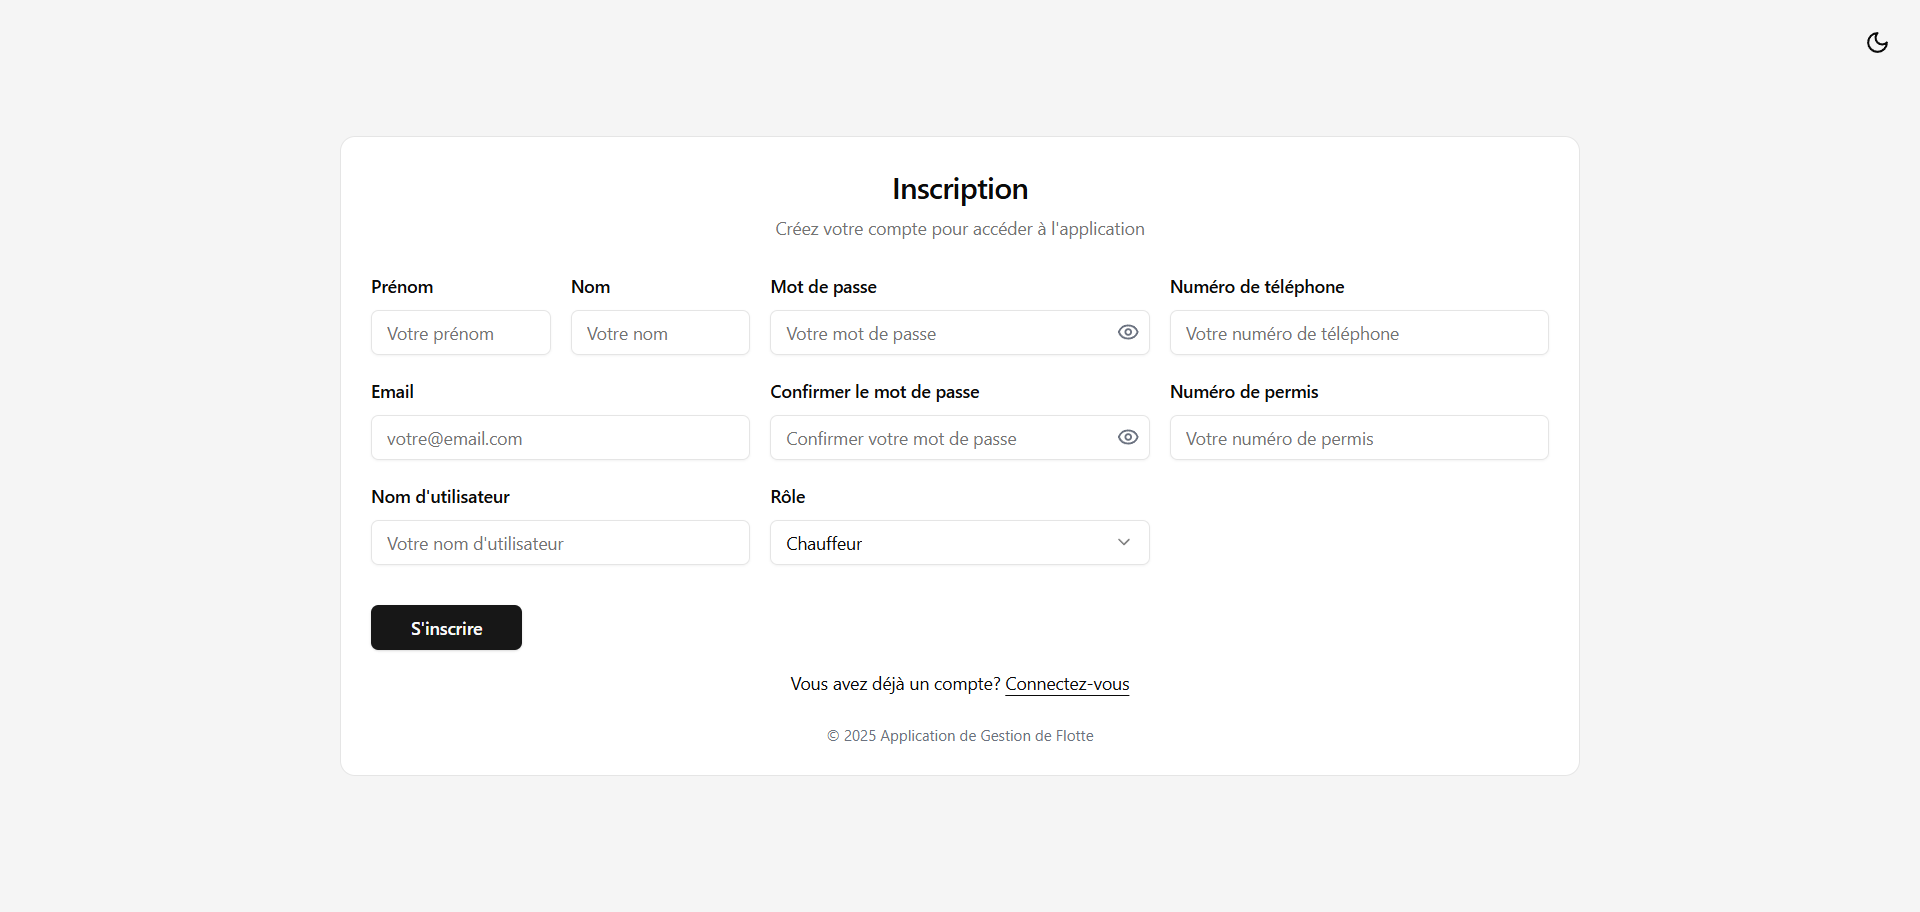 Inscription
Créez votre compte pour accéder à l'application
Prénom
Nom
Mot de passe
Numéro de téléphone
Votre prénom
Votre nom
Votre mot de passe
Votre numéro de téléphone
Email
Confirmer le mot de passe
Numéro de permis
votre@email.com
Confirmer votre mot de passe
Votre numéro de permis
Nom d'utilisateur
Rôle
Votre nom d'utilisateur
Chauffeur
S'inscrire
Vous avez déjà un compte? Connectez-vous
© 2025 Application de Gestion de Flotte